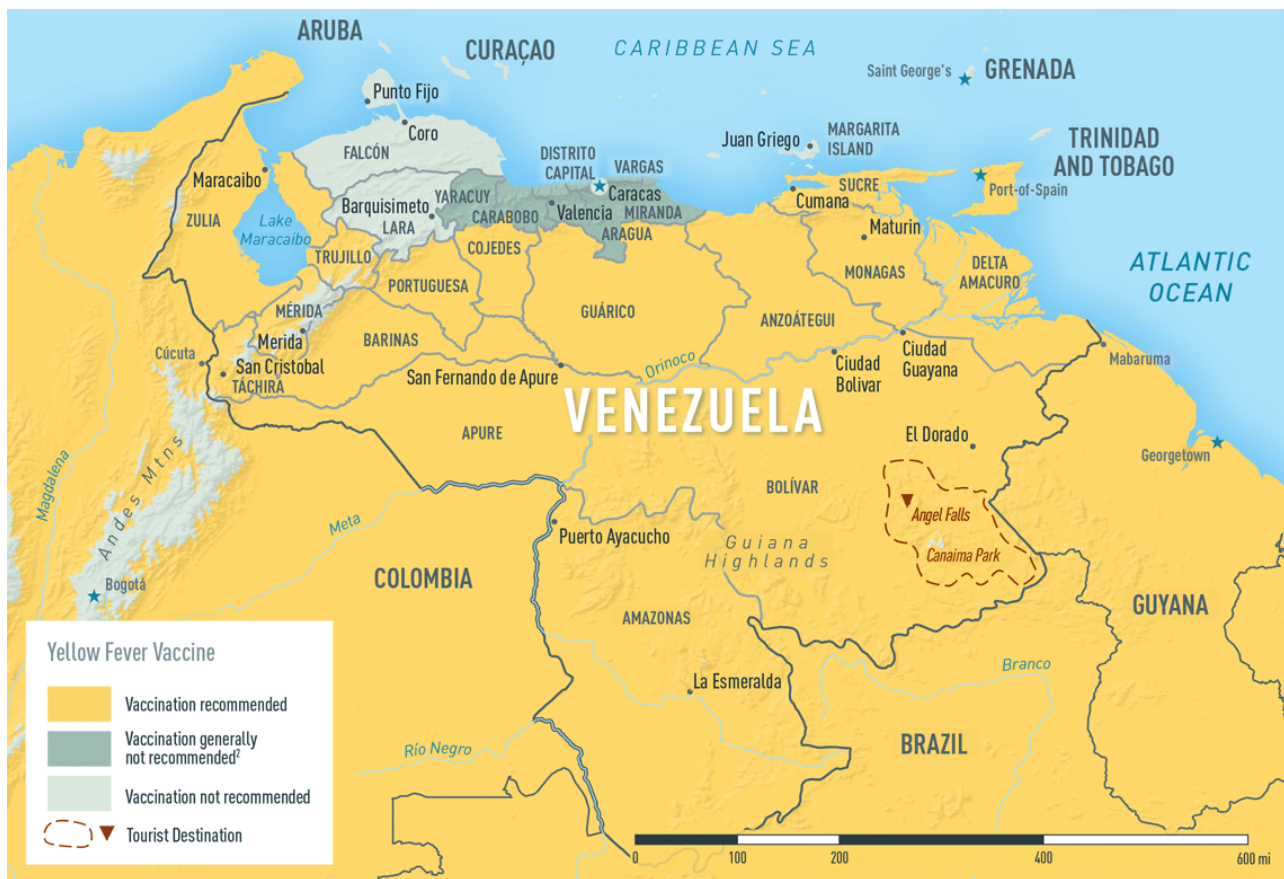 ARUBA
CURAÇAO
CARIBBEAN SEA
Saint George's
GRENADA
Punto Fijo
Coro
FALCÓN
Juan Griego
MARGARITA
ISLAND
TRINIDAD
AND TOBAGO
Port-of-Spain
DISTRITO
CAPITAL
VARGAS
Caracas
Maracaibo
ZULIA
Lake
Maracaibo
Barquisimeto
LARA
YARACUY
CARABOBO
Valencia
MIRANDA
ARAGUA
SUCRE
Cumana
Maturin
MONAGAS
DELTA
AMACURO
ATLANTIC
OCEAN
TRUJILLO
COJEDES
PORTUGUESA
GUÁRICO
ANZOÁTEGUI
MÉRIDA
Merida
BARINAS
Cúcuta
San Cristobal
TÁCHIRA
San Fernando de Apure
Orinoco
Ciudad
Bolivar
Ciudad
Guayana
Mabaruma
VENEZUELA
APURE
El Dorado
Georgetown
Magdalena
Andes Mtns
Meta
BOLÍVAR
Angel Falls
Canaima Park
Puerto Ayacucho
Guiana
Highlands
Bogotá
COLOMBIA
GUYANA
AMAZONAS
La Esmeralda
Branco
Río Negro
BRAZIL
Yellow Fever Vaccine
Vaccination recommended
Vaccination generally
not recommended²
Vaccination not recommended
Tourist Destination
0 100 200 400 600 mi